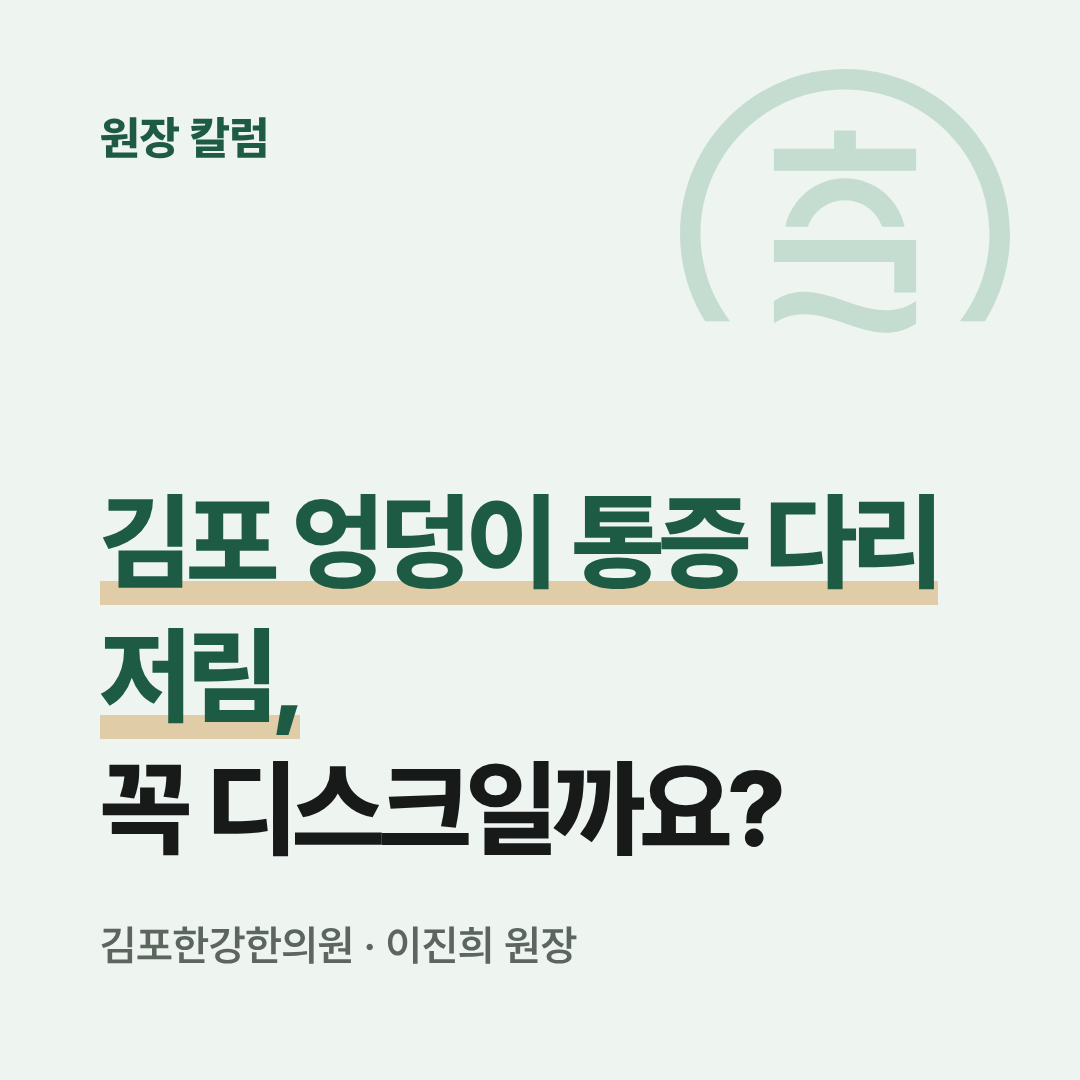 원장 칼럼
김포 엉덩이 통증 다리
저림,
꼭 디스크일까요?
김포한강한의원 · 이진희 원장